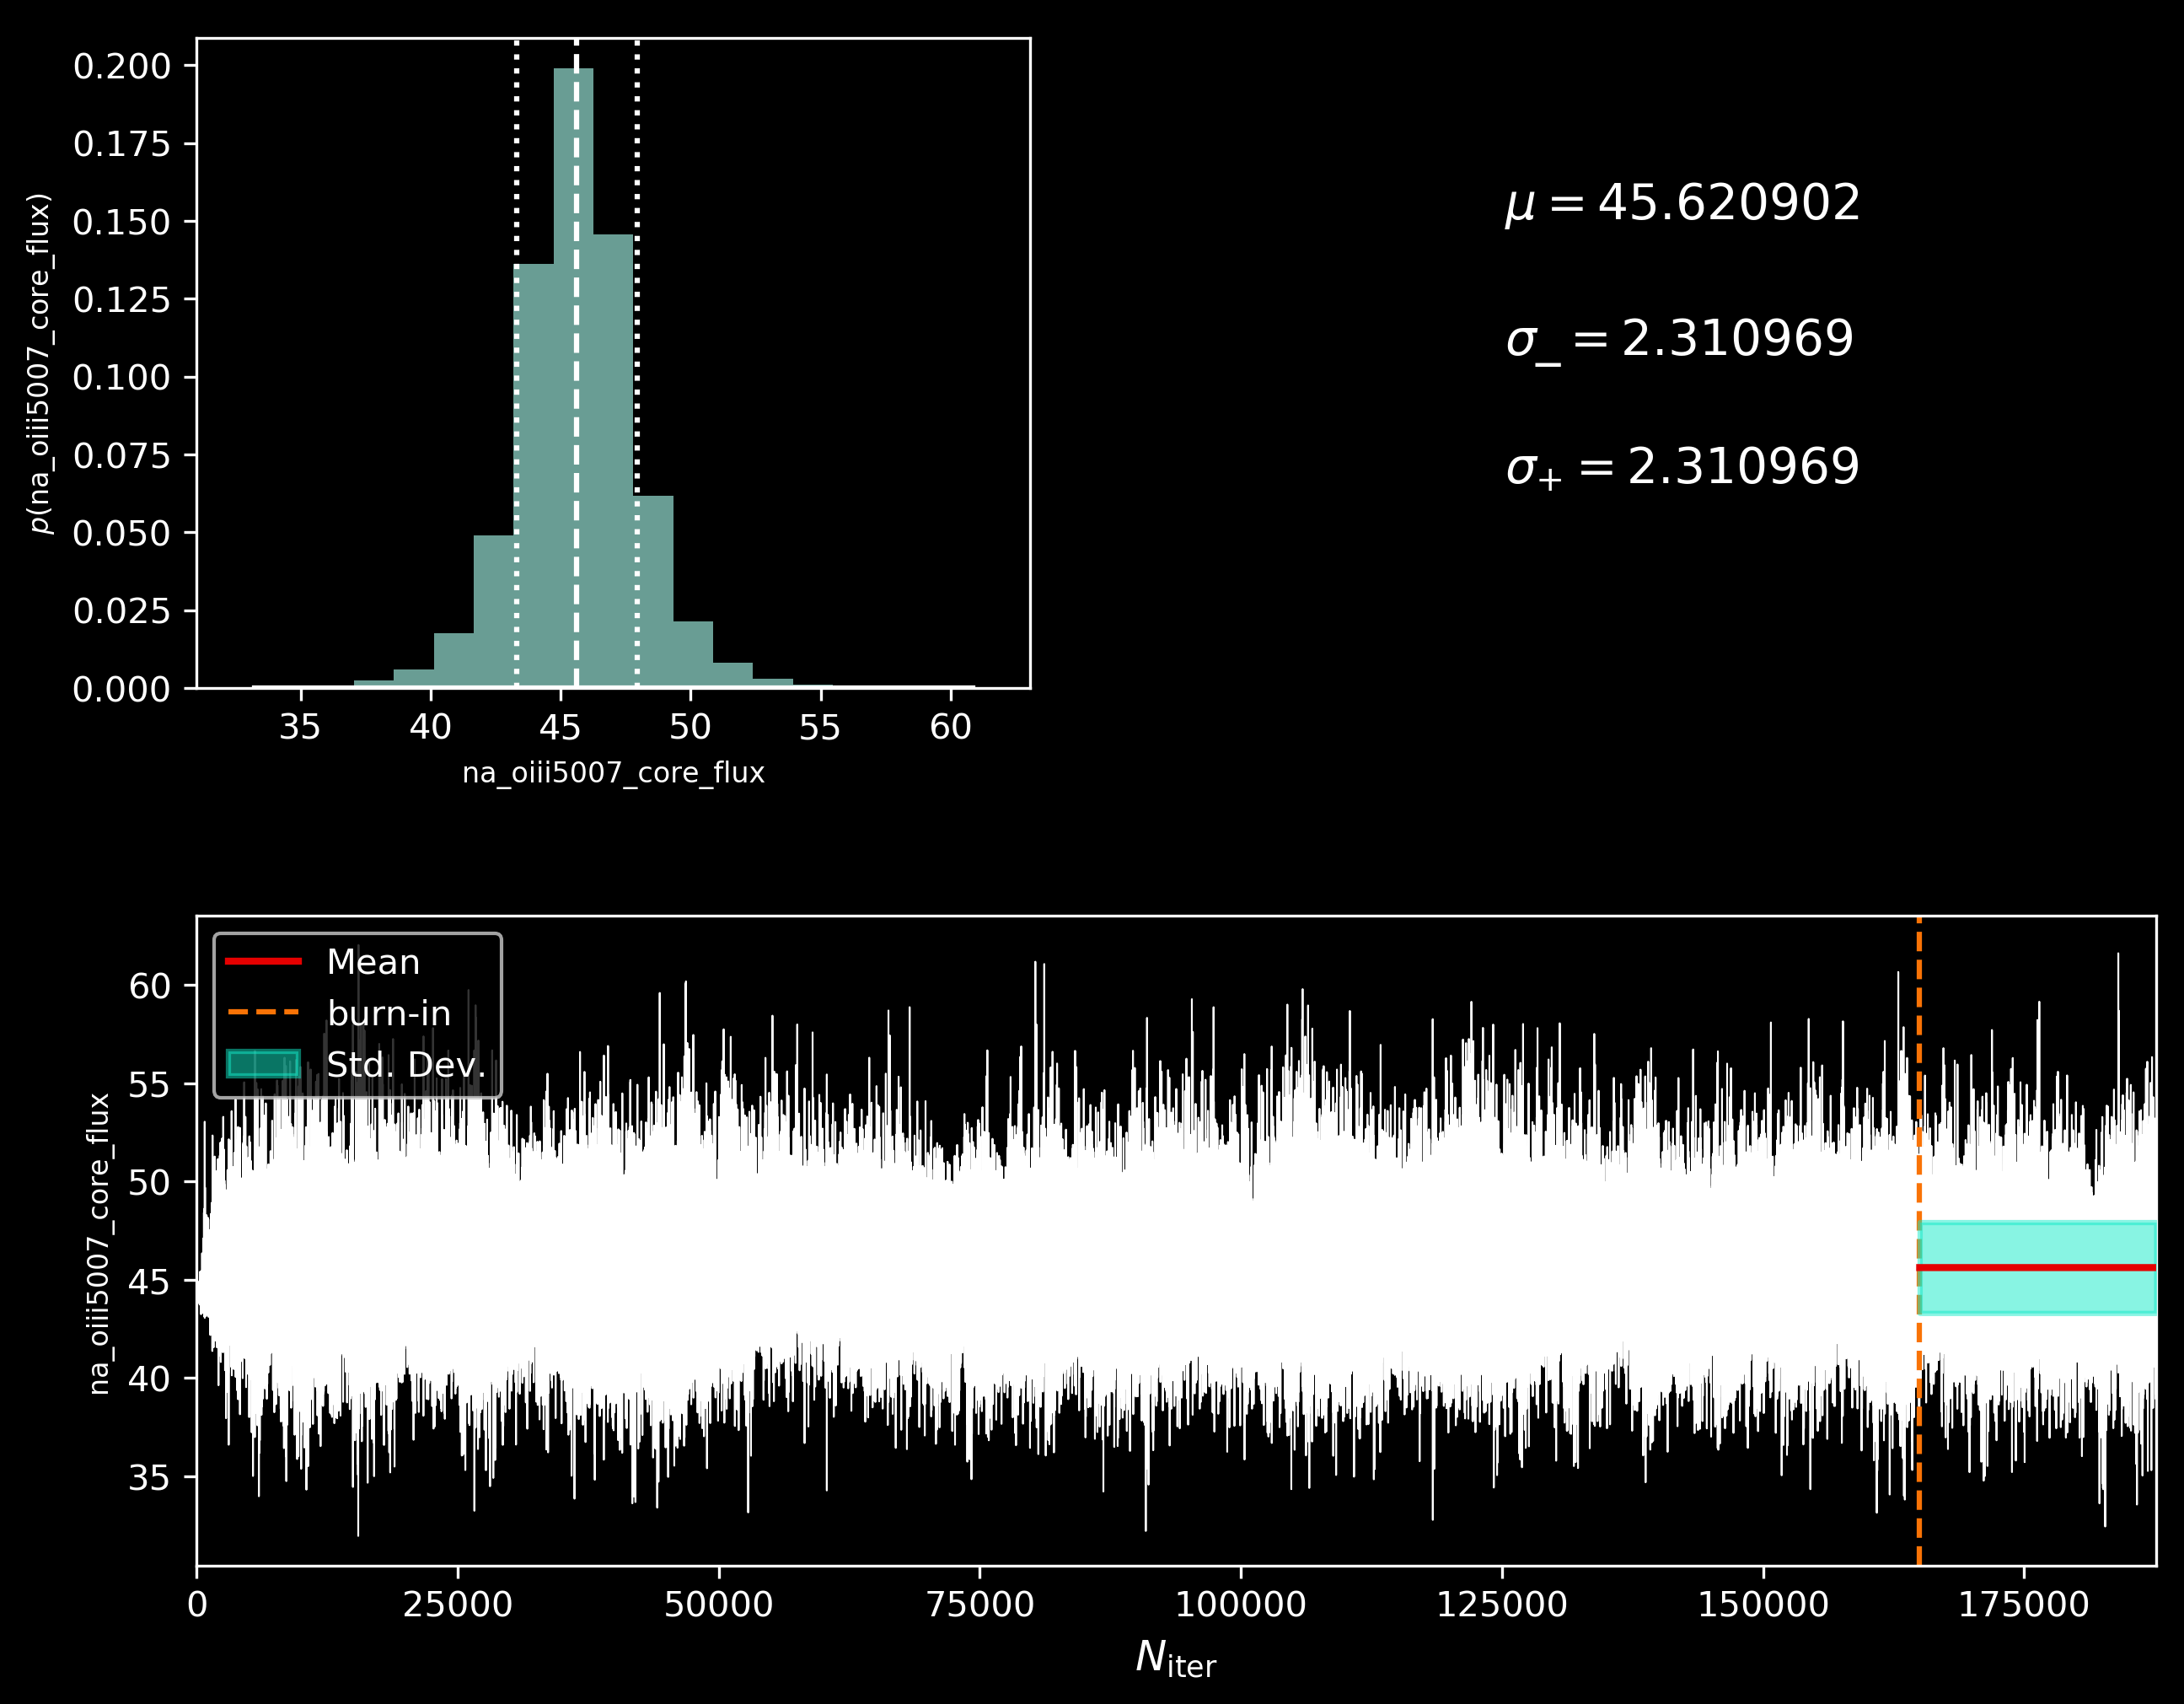 0.200
0.175
0.150
0.125
0.100
0.075
0.050
0.025
0.000
p(na_oiii5007_core_flux)
35 40 45 50 55 60
na_oiii5007_core_flux
μ = 45.620902
σ₋ = 2.310969
σ₊ = 2.310969
Mean
burn-in
Std. Dev.
60
55
50
45
40
35
na_oiii5007_core_flux
0 25000 50000 75000 100000 125000 150000 175000
N_iter